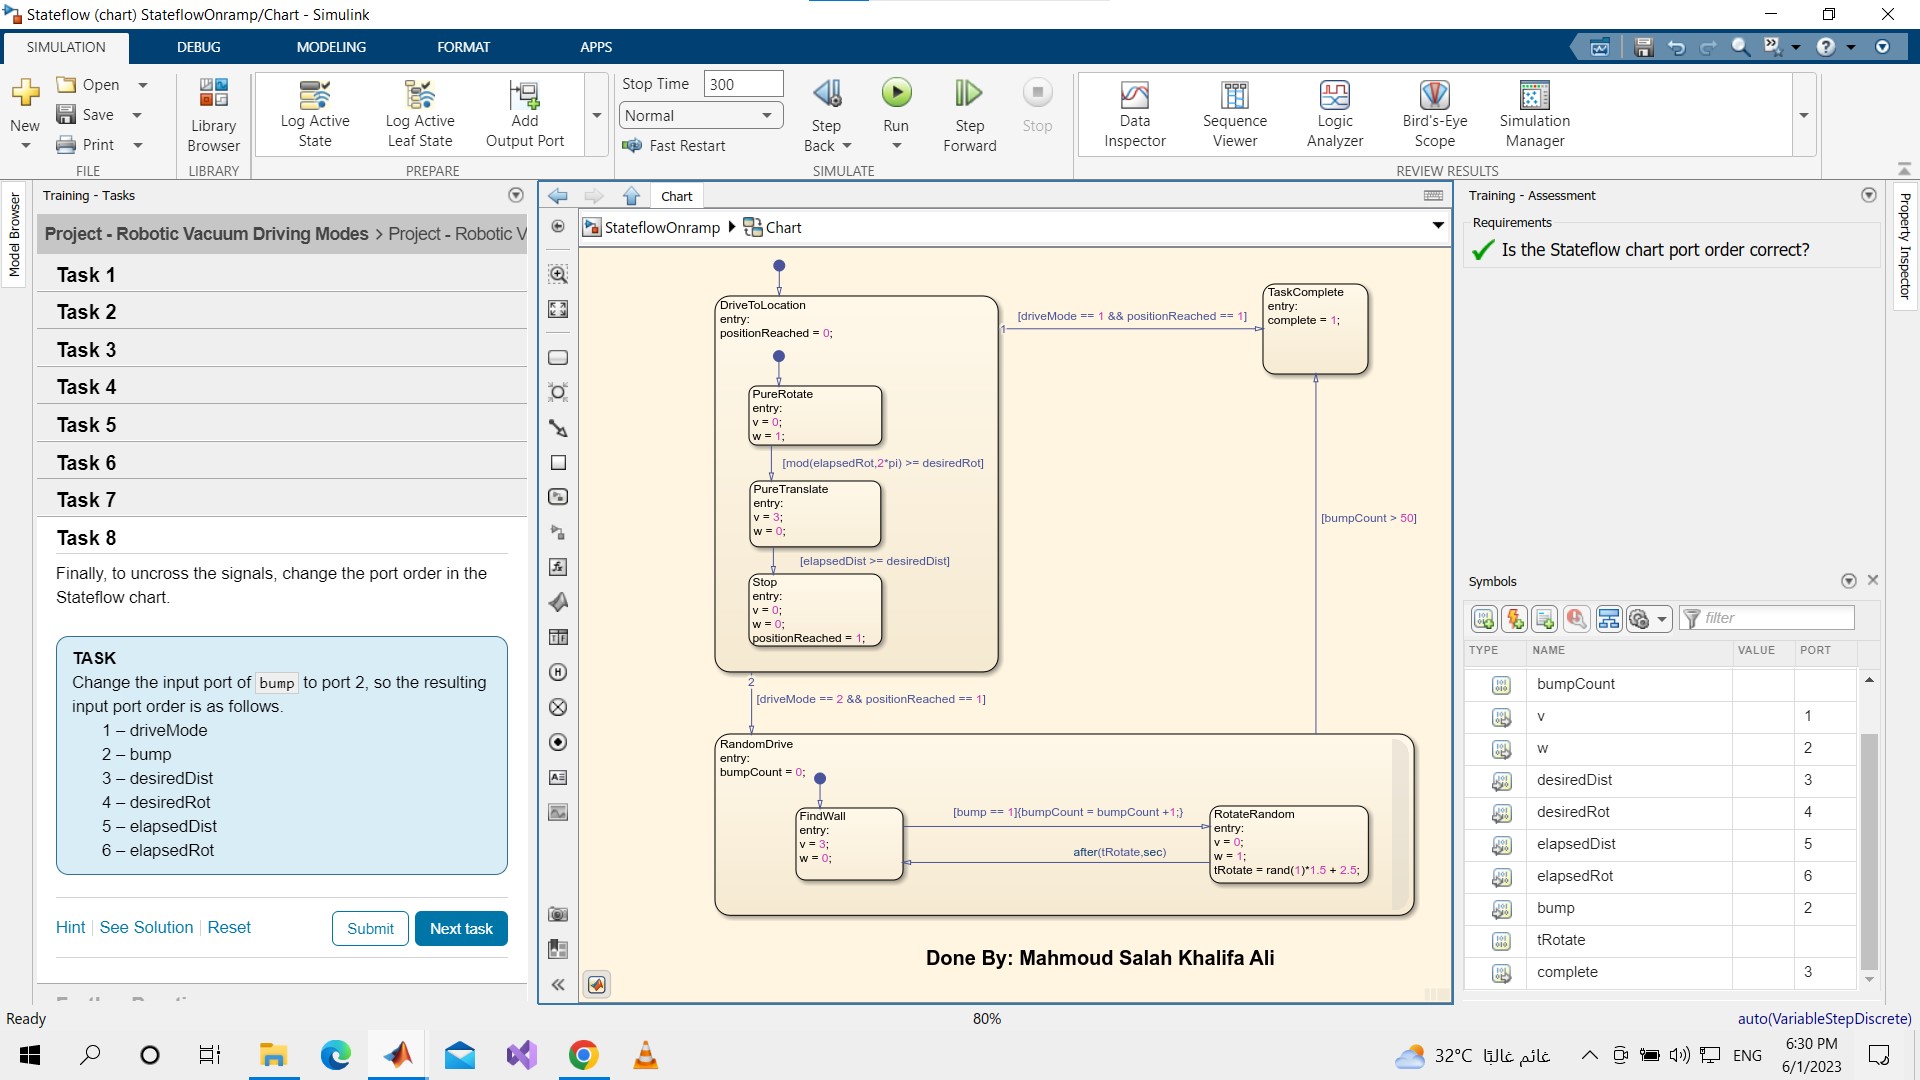 Stateflow (chart) StateflowOnramp/Chart - Simulink
SIMULATION
DEBUG
MODELING
FORMAT
APPS
New
Open
Save
Print
FILE
Library
Browser
LIBRARY
Log Active
State
Log Active
Leaf State
Add
Output Port
PREPARE
Stop Time
300
Normal
Fast Restart
Step
Back
Run
Step
Forward
Stop
SIMULATE
Data
Inspector
Sequence
Viewer
Logic
Analyzer
Bird's-Eye
Scope
Simulation
Manager
REVIEW RESULTS
Model Browser
Training - Tasks
Project - Robotic Vacuum Driving Modes > Project - Robotic V
Task 1
Task 2
Task 3
Task 4
Task 5
Task 6
Task 7
Task 8
Finally, to uncross the signals, change the port order in the
Stateflow chart.
TASK
Change the input port of bump to port 2, so the resulting
input port order is as follows.
1 – driveMode
2 – bump
3 – desiredDist
4 – desiredRot
5 – elapsedDist
6 – elapsedRot
Hint
See Solution
Reset
Submit
Next task
Chart
StateflowOnramp
Chart
DriveToLocation
entry:
positionReached = 0;
PureRotate
entry:
v = 0;
w = 1;
[mod(elapsedRot,2*pi) >= desiredRot]
PureTranslate
entry:
v = 3;
w = 0;
[elapsedDist >= desiredDist]
Stop
entry:
v = 0;
w = 0;
positionReached = 1;
1
[driveMode == 1 && positionReached == 1]
TaskComplete
entry:
complete = 1;
[bumpCount > 50]
2
[driveMode == 2 && positionReached == 1]
RandomDrive
entry:
bumpCount = 0;
FindWall
entry:
v = 3;
w = 0;
[bump == 1]{bumpCount = bumpCount +1;}
after(tRotate,sec)
RotateRandom
entry:
v = 0;
w = 1;
tRotate = rand(1)*1.5 + 2.5;
Done By: Mahmoud Salah Khalifa Ali
Training - Assessment
Requirements
Is the Stateflow chart port order correct?
Property Inspector
Symbols
filter
TYPE NAME VALUE PORT
bumpCount
v 1
w 2
desiredDist 3
desiredRot 4
elapsedDist 5
elapsedRot 6
bump 2
tRotate
complete 3
Ready
80%
auto(VariableStepDiscrete)
32°C غائم غالبًا
ENG
6:30 PM
6/1/2023